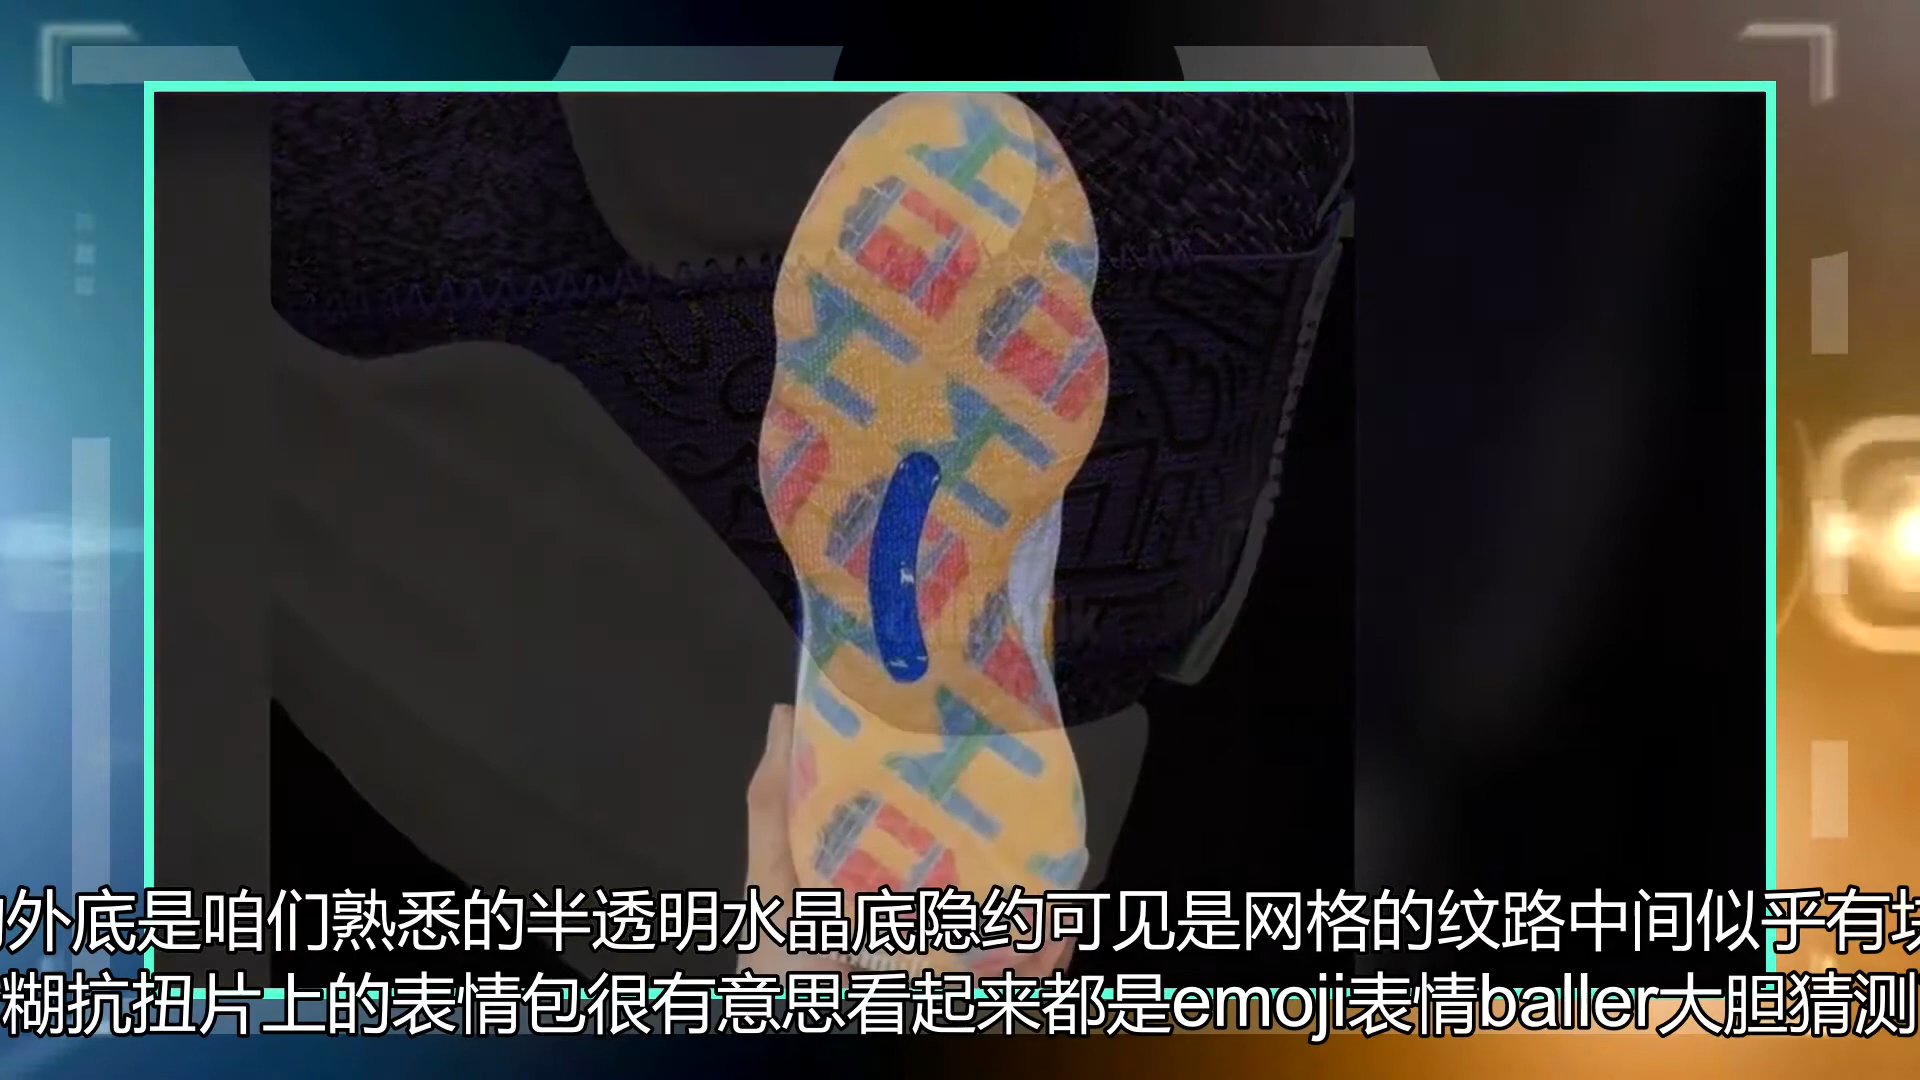 外底是咱们熟悉的半透明水晶底隐约可见是网格的纹路中间似乎有块
糊抗扭片上的表情包很有意思看起来都是emoji表情baller大胆猜测